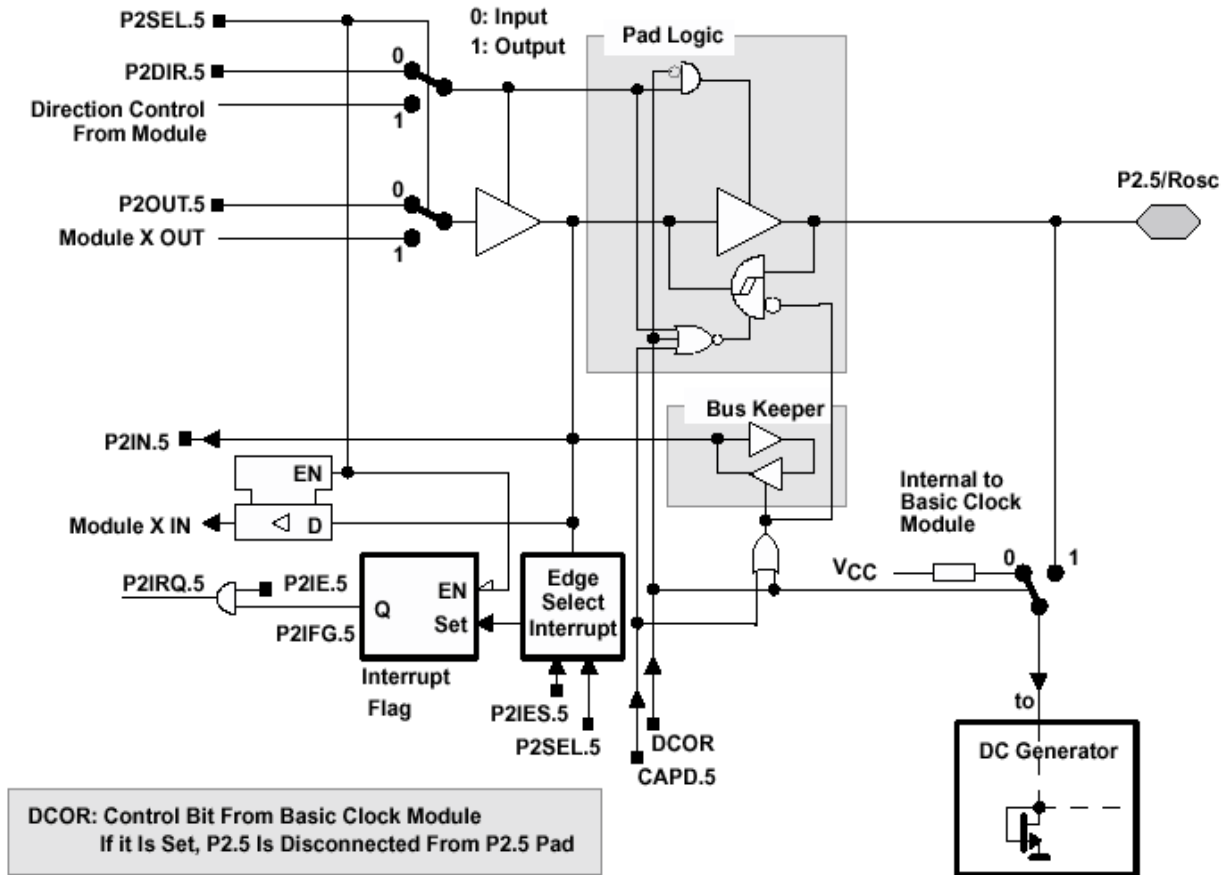 P2SEL.5
0: Input
1: Output
Pad Logic
P2DIR.5
0
Direction Control
From Module
1
P2OUT.5
0
Module X OUT
1
P2.5/Rosc
Bus Keeper
P2IN.5
EN
Module X IN
D
Internal to
Basic Clock
Module
VCC
0
1
P2IRQ.5
P2IE.5
P2IFG.5
Q
EN
Set
Interrupt
Flag
Edge
Select
Interrupt
P2IES.5
P2SEL.5
DCOR
CAPD.5
to
DC Generator
DCOR: Control Bit From Basic Clock Module
If it Is Set, P2.5 Is Disconnected From P2.5 Pad